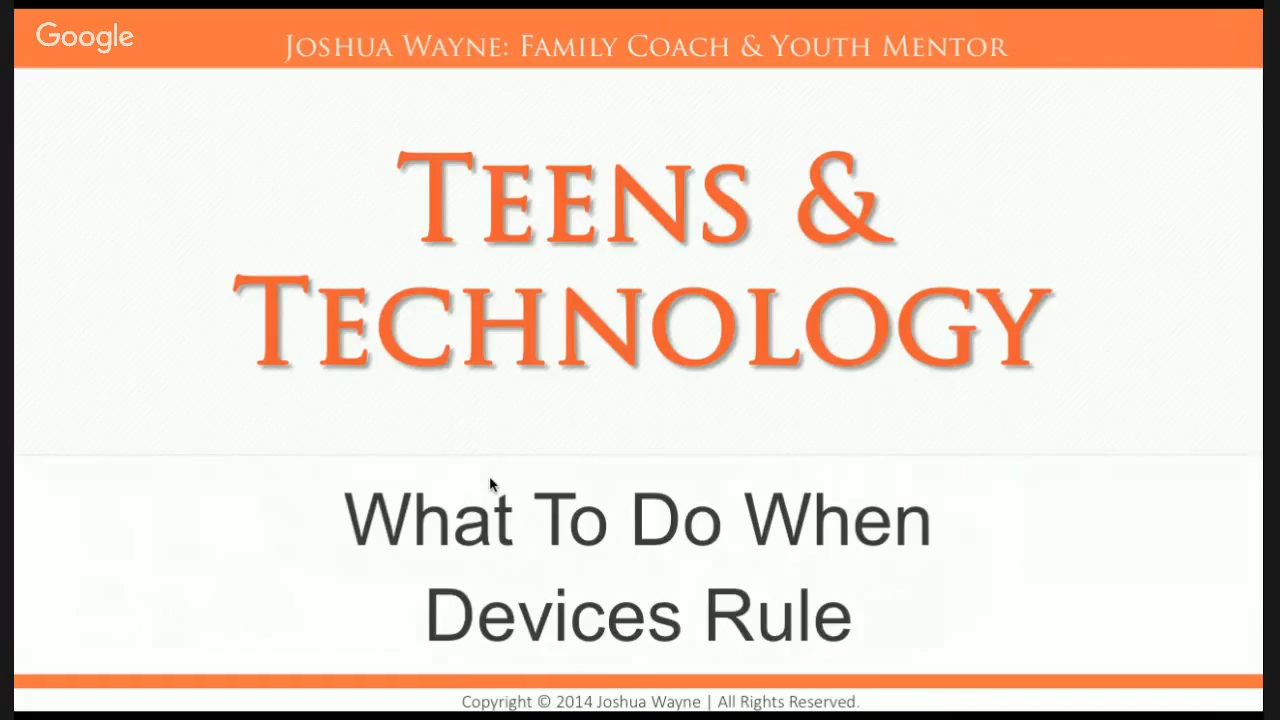 Google
Joshua Wayne: Family Coach & Youth Mentor
Teens &
Technology
What To Do When
Devices Rule
Copyright © 2014 Joshua Wayne | All Rights Reserved.